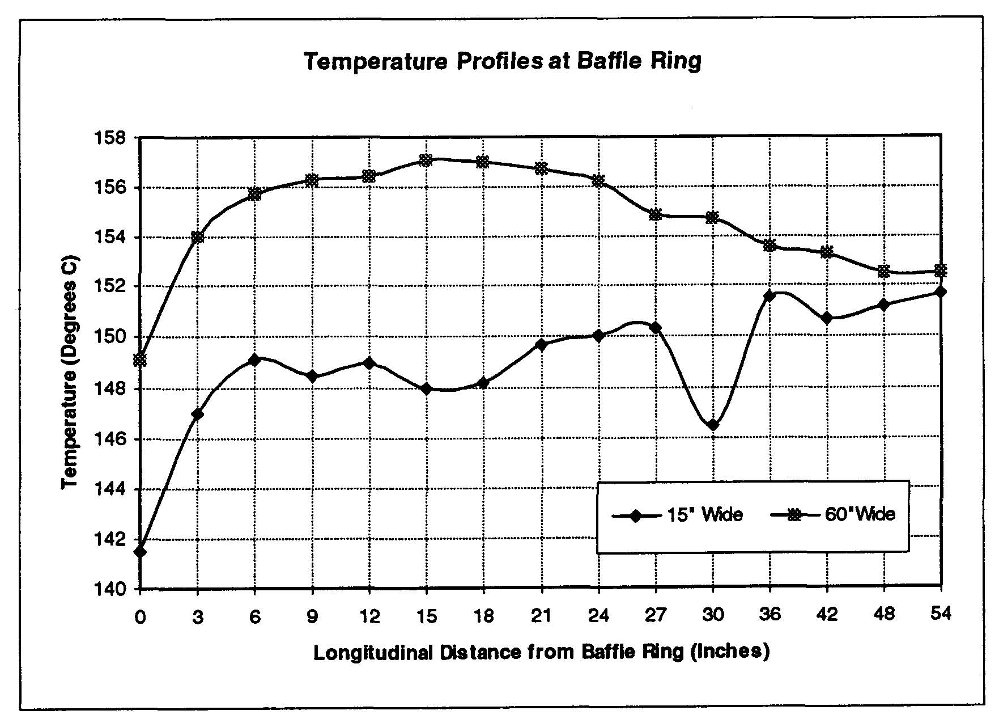 Temperature Profiles at Baffle Ring
158
156
154
152
150
148
146
144
142
140
Temperature (Degrees C)
15" Wide 60"Wide
0 3 6 9 12 15 18 21 24 27 30 36 42 48 54
Longitudinal Distance from Baffle Ring (Inches)